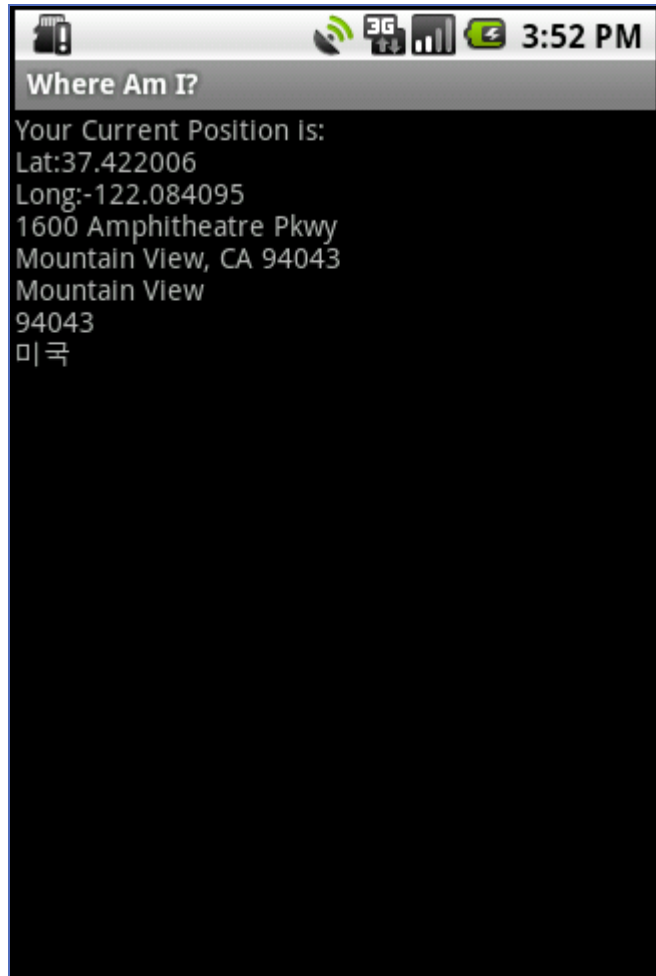 3G
3:52 PM
Where Am I?
Your Current Position is:
Lat:37.422006
Long:-122.084095
1600 Amphitheatre Pkwy
Mountain View, CA 94043
Mountain View
94043
미국